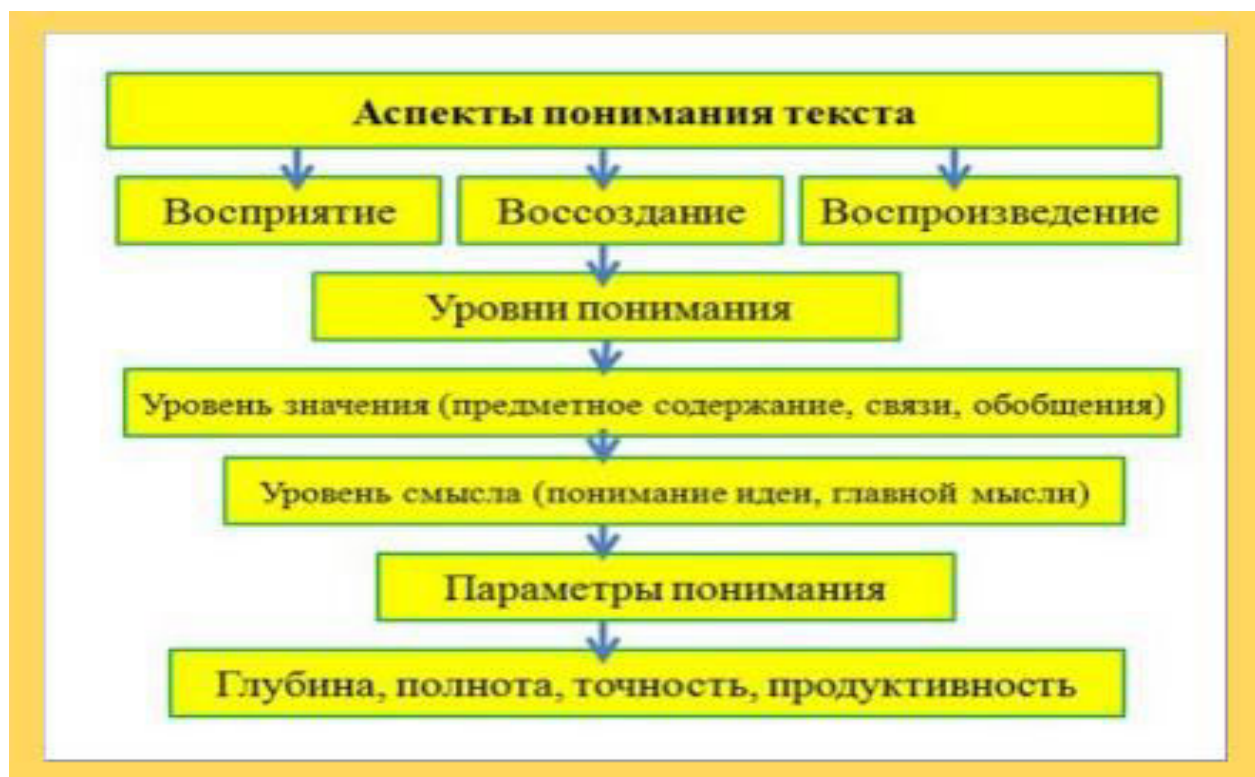 Аспекты понимания текста
Восприятие
Воссоздание
Воспроизведение
Уровни понимания
Уровень значения (предметное содержание, связи, обобщения)
Уровень смысла (понимание идеи, главной мысли)
Параметры понимания
Глубина, полнота, точность, продуктивность